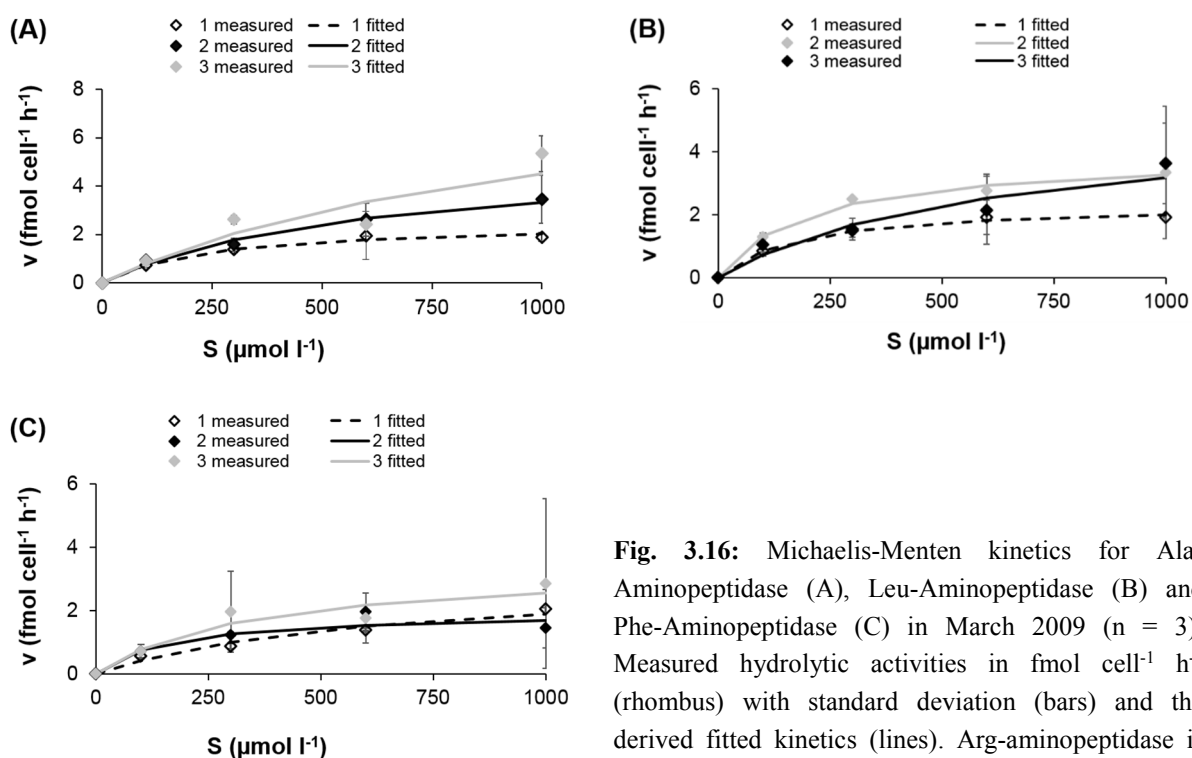 (A)
1 measured 1 fitted
2 measured 2 fitted
3 measured 3 fitted
v (fmol cell-1 h-1)
8
6
4
2
0
0 250 500 750 1000
S (µmol l-1)
(B)
1 measured 1 fitted
2 measured 2 fitted
3 measured 3 fitted
v (fmol cell-1 h-1)
6
4
2
0
0 250 500 750 1000
S (µmol l-1)
(C)
1 measured 1 fitted
2 measured 2 fitted
3 measured 3 fitted
v (fmol cell-1 h-1)
6
4
2
0
0 250 500 750 1000
S (µmol l-1)
Fig. 3.16: Michaelis-Menten kinetics for Ala-
Aminopeptidase (A), Leu-Aminopeptidase (B) and
Phe-Aminopeptidase (C) in March 2009 (n = 3)
Measured hydrolytic activities in fmol cell-1
(rhombus) with standard deviation (bars) and
derived fitted kinetics (lines). Arg-aminopeptidase